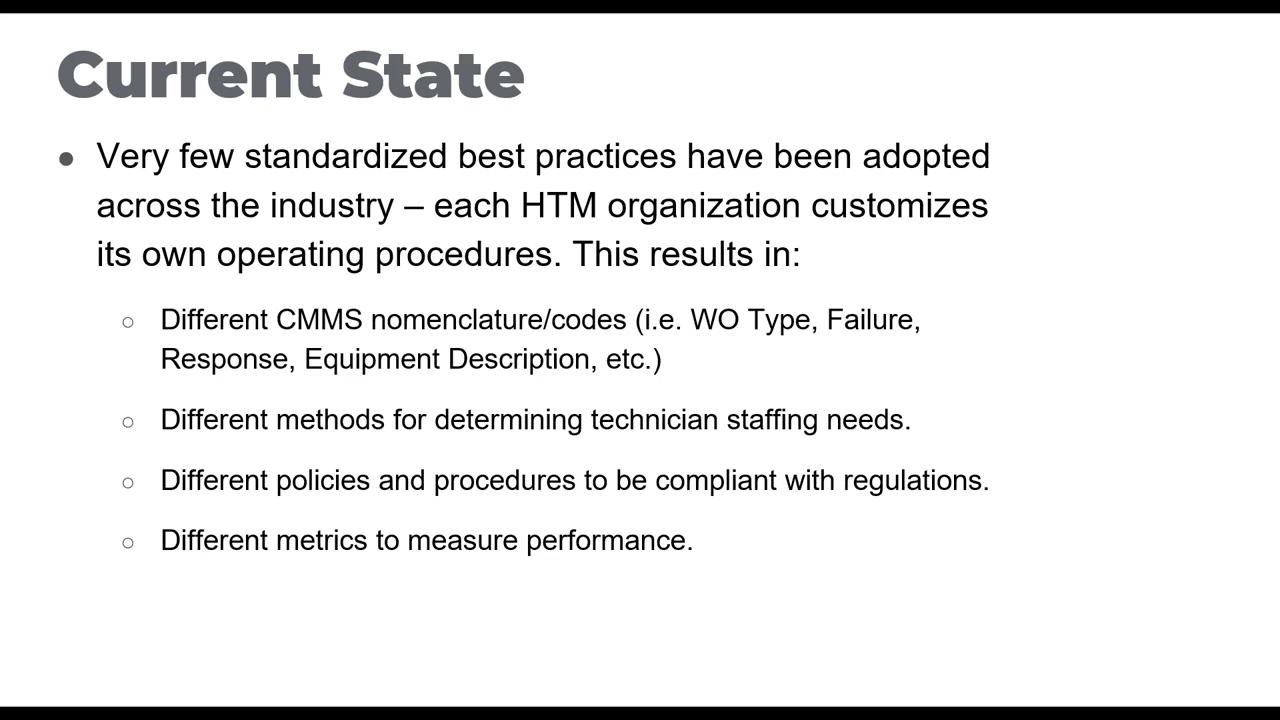 Current State
● Very few standardized best practices have been adopted
across the industry – each HTM organization customizes
its own operating procedures. This results in:
○ Different CMMS nomenclature/codes (i.e. WO Type, Failure,
Response, Equipment Description, etc.)
○ Different methods for determining technician staffing needs.
○ Different policies and procedures to be compliant with regulations.
○ Different metrics to measure performance.